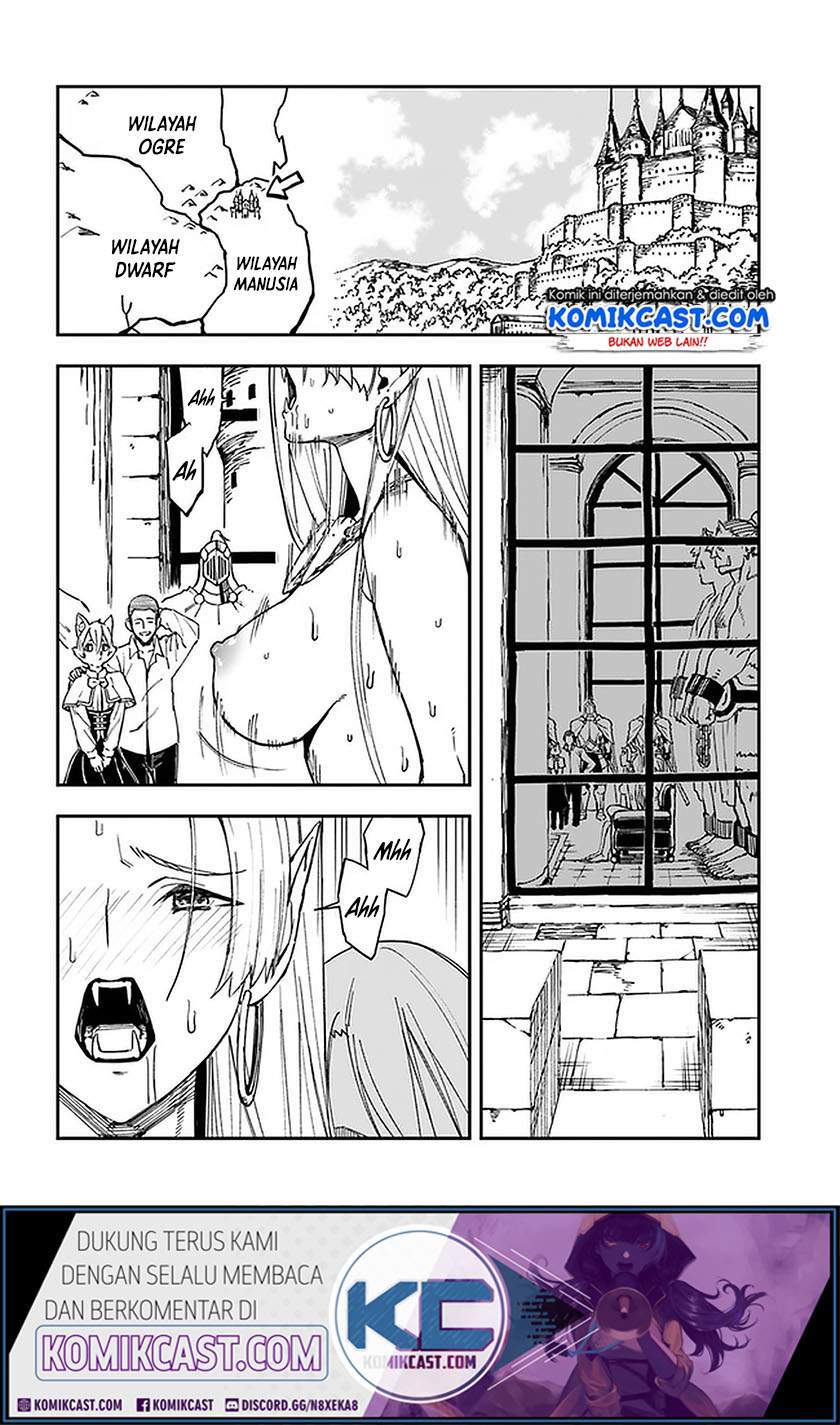 WILAYAH
OGRE
WILAYAH
DWARF
WILAYAH
MANUSIA
Komik ini diterjemahkan & diedit oleh
KOMIKCAST.COM
BUKAN WEB LAIN!!
Ahh
Ah
Mhh
Ahh
DUKUNG TERUS KAMI
DENGAN SELALU MEMBACA
DAN BERKOMENTAR DI
KOMIKCAST.COM
KC
KOMIKCAST.COM
KOMIKCAST.COM KOMIKCAST DISCORD.GG/N8XEKA8